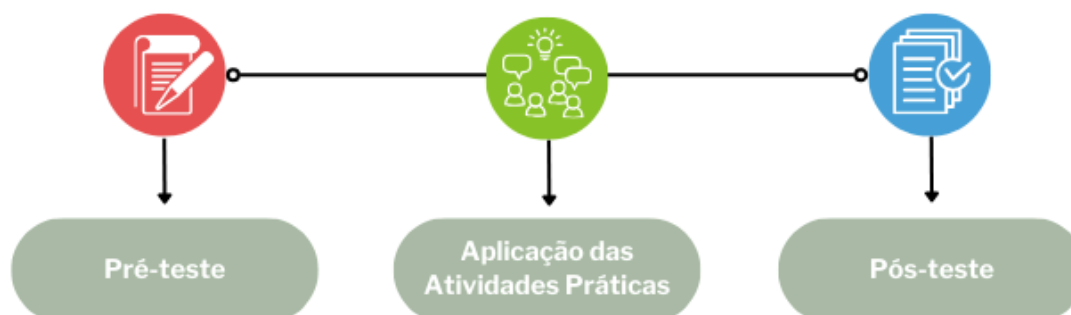 Pré-teste
Aplicação das
Atividades Práticas
Pós-teste